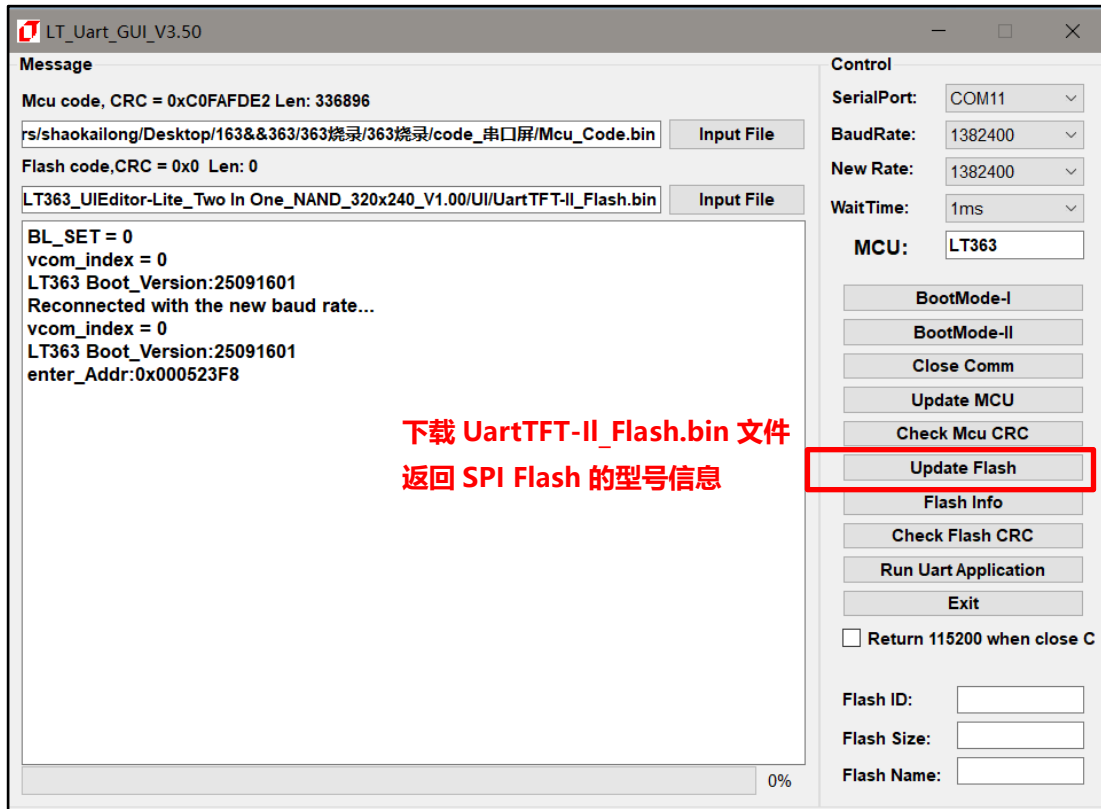 LT_Uart_GUI_V3.50
Message
Mcu code, CRC = 0xC0FAFDE2 Len: 336896
rs/shaokailong/Desktop/163&&363/363烧录/363烧录/code_串口屏/Mcu_Code.bin
Input File
Flash code,CRC = 0x0 Len: 0
LT363_UIEditor-Lite_Two In One_NAND_320x240_V1.00/UI/UartTFT-II_Flash.bin
Input File
BL_SET = 0
vcom_index = 0
LT363 Boot_Version:25091601
Reconnected with the new baud rate...
vcom_index = 0
LT363 Boot_Version:25091601
enter_Addr:0x000523F8
下载 UartTFT-Il_Flash.bin 文件
返回 SPI Flash 的型号信息
0%
Control
SerialPort: COM11
BaudRate: 1382400
New Rate: 1382400
WaitTime: 1ms
MCU: LT363
BootMode-I
BootMode-II
Close Comm
Update MCU
Check Mcu CRC
Update Flash
Flash Info
Check Flash CRC
Run Uart Application
Exit
Return 115200 when close C
Flash ID:
Flash Size:
Flash Name: